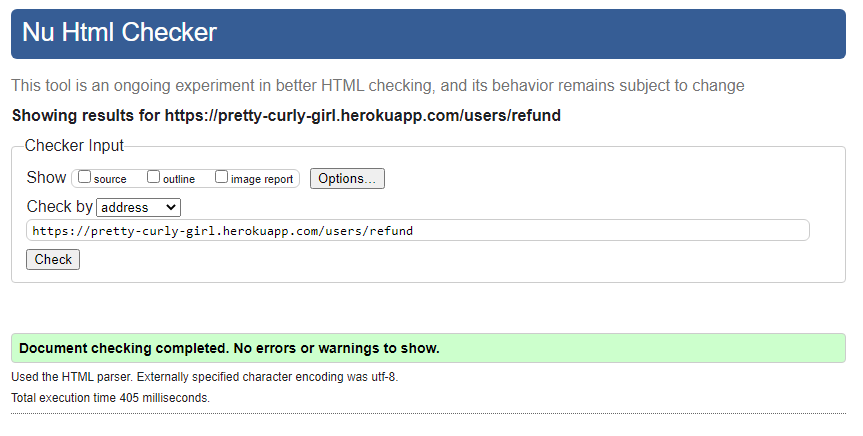 Nu Html Checker
This tool is an ongoing experiment in better HTML checking, and its behavior remains subject to change
Showing results for https://pretty-curly-girl.herokuapp.com/users/refund
Checker Input
Show source outline image report Options...
Check by address
https://pretty-curly-girl.herokuapp.com/users/refund
Check
Document checking completed. No errors or warnings to show.
Used the HTML parser. Externally specified character encoding was utf-8.
Total execution time 405 milliseconds.